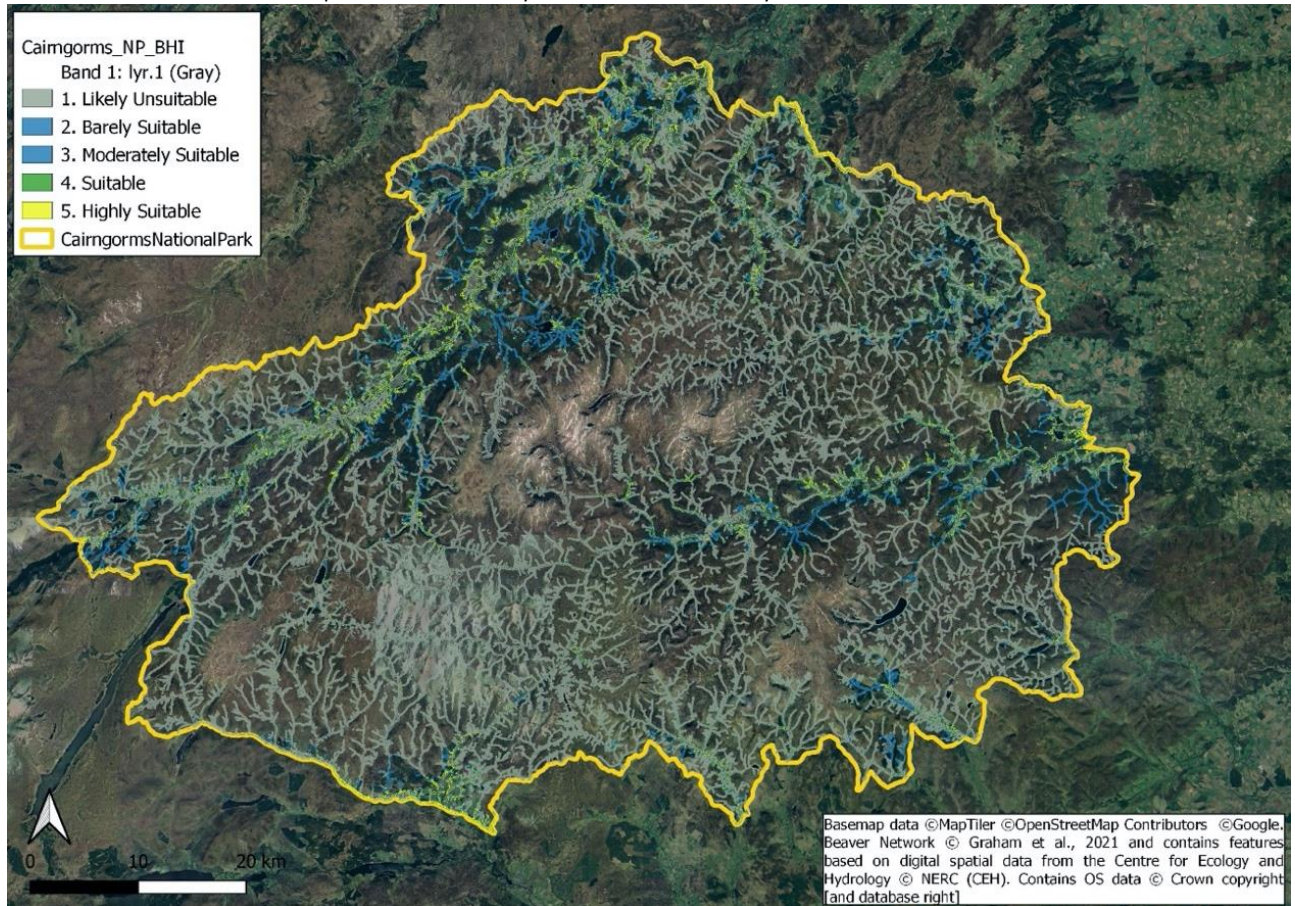 Cairngorms_NP_BHI
Band 1: lyr.1 (Gray)
1. Likely Unsuitable
2. Barely Suitable
3. Moderately Suitable
4. Suitable
5. Highly Suitable
CairngormsNationalPark
0 10 20 km
Basemap data ©MapTiler ©OpenStreetMap Contributors ©Google.
Beaver Network © Graham et al., 2021 and contains features
based on digital spatial data from the Centre for Ecology and
Hydrology © NERC (CEH). Contains OS data © Crown copyright
[and database right]